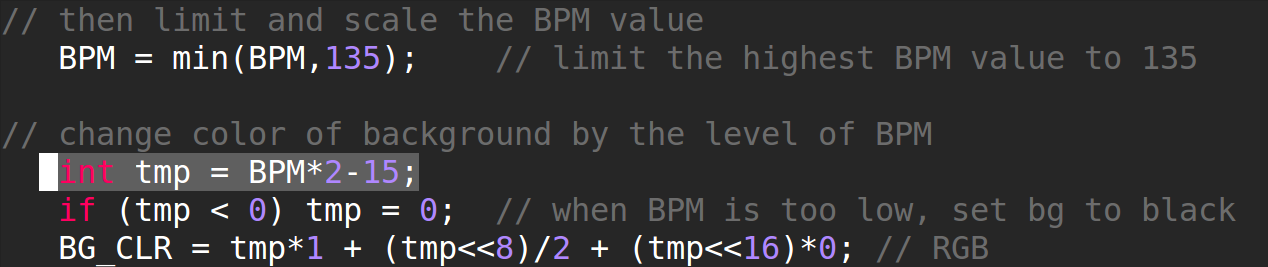 // then limit and scale the BPM value
BPM = min(BPM,135);    // limit the highest BPM value to 135
// change color of background by the level of BPM
int tmp = BPM*2-15;
if (tmp < 0) tmp = 0;  // when BPM is too low, set bg to black
BG_CLR = tmp*1 + (tmp<<8)/2 + (tmp<<16)*0; // RGB